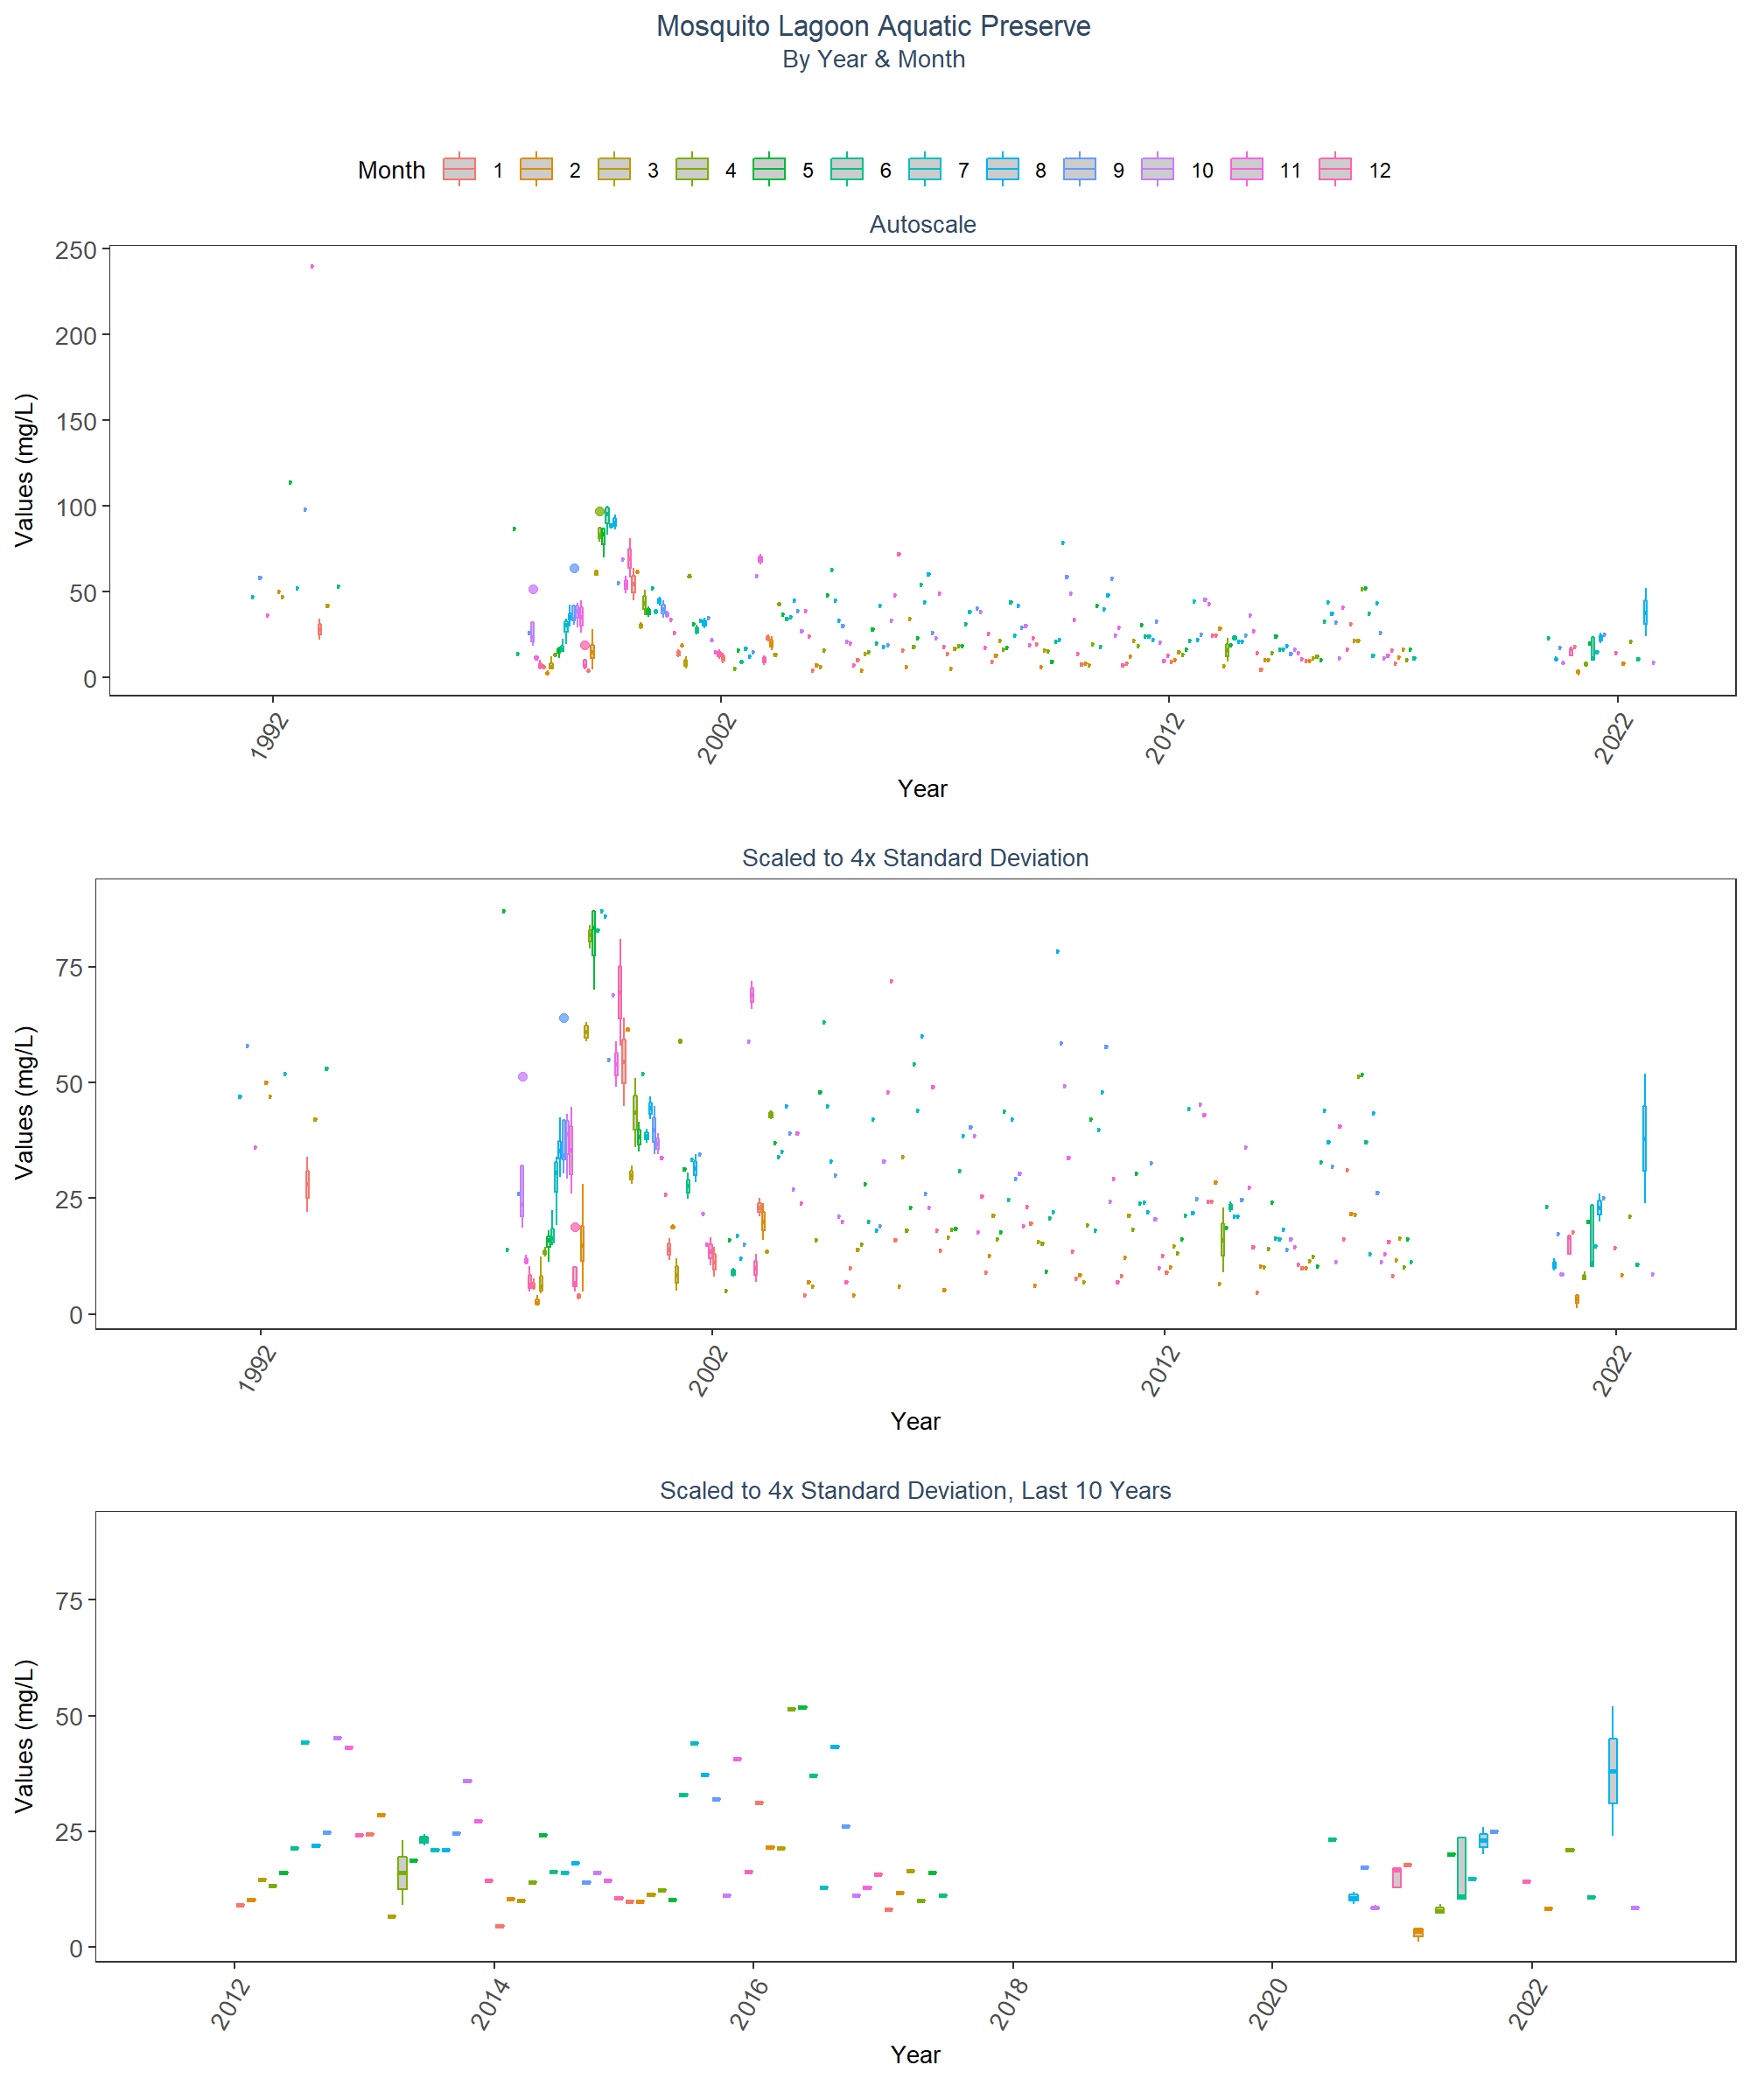 Mosquito Lagoon Aquatic Preserve
By Year & Month
Month 1 2 3 4 5 6 7 8 9 10 11 12
Autoscale
250
200
150
100
50
0
Values (mg/L)
1992 2002 2012 2022
Year
Scaled to 4x Standard Deviation
75
50
25
0
Values (mg/L)
1992 2002 2012 2022
Year
Scaled to 4x Standard Deviation, Last 10 Years
75
50
25
0
Values (mg/L)
2012 2014 2016 2018 2020 2022
Year